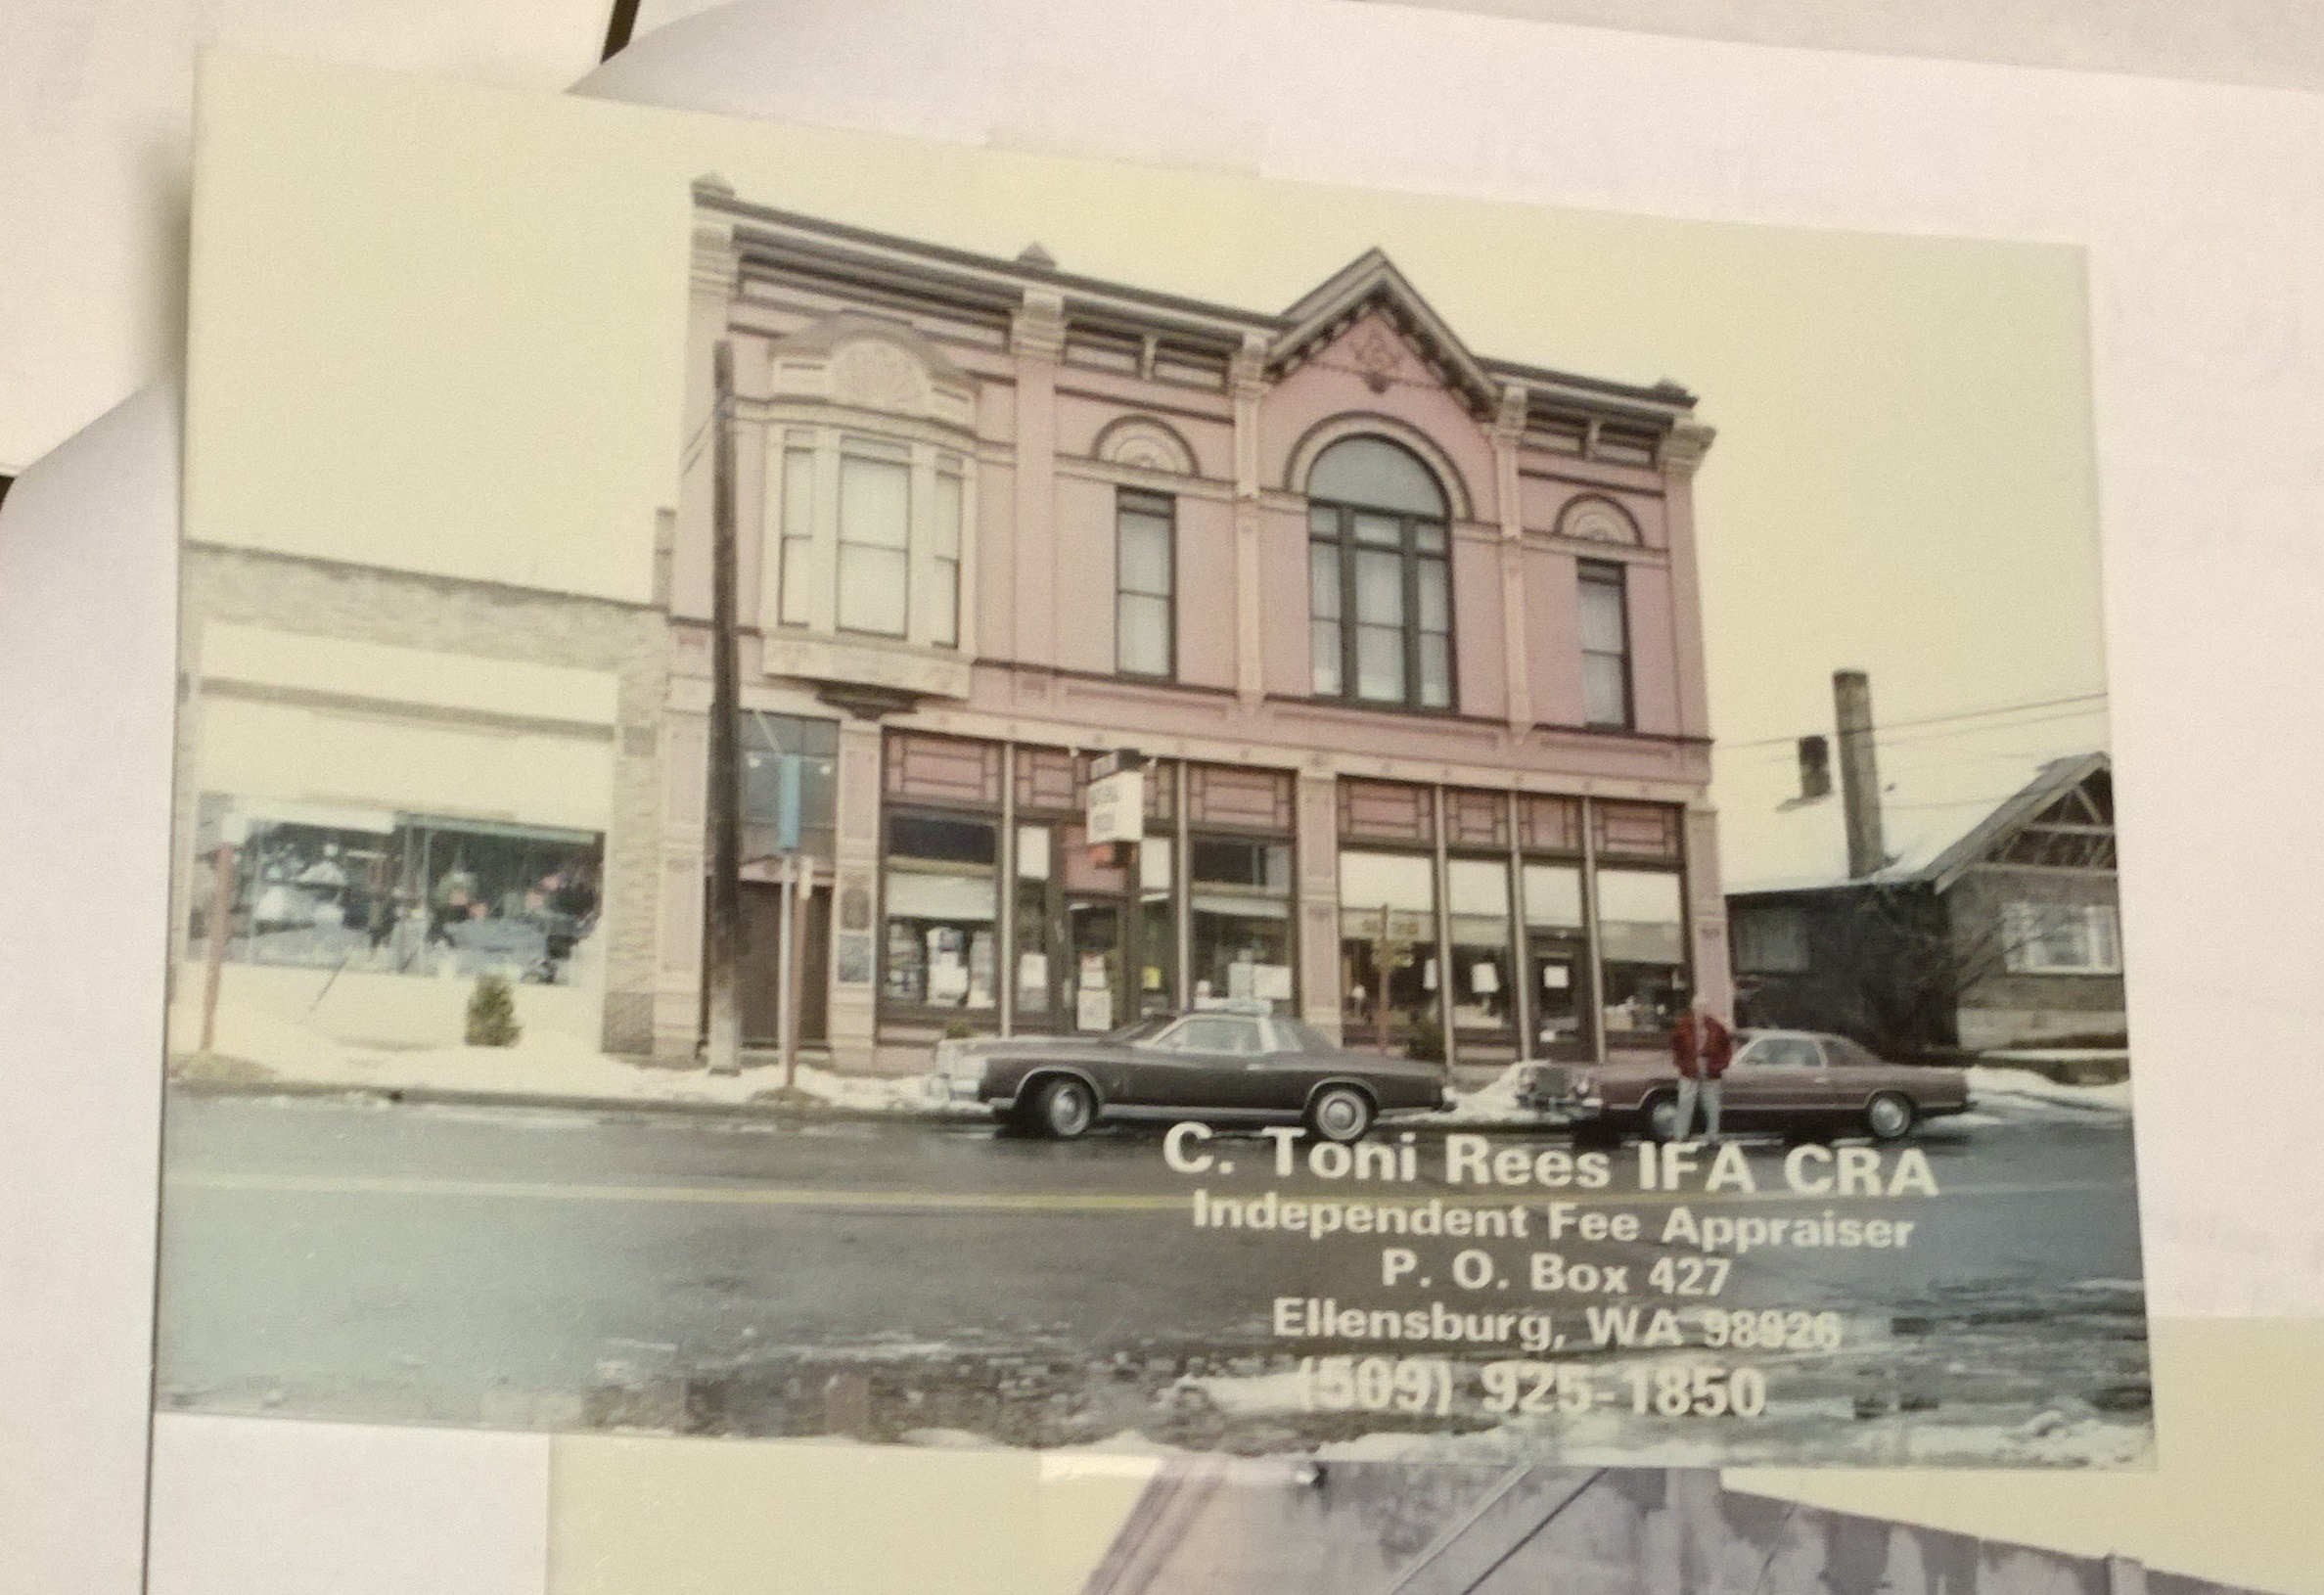 C. Toni Rees IFA CRA
Independent Fee Appraiser
P. O. Box 427
Ellensburg, WA 98926
(509) 925-1850